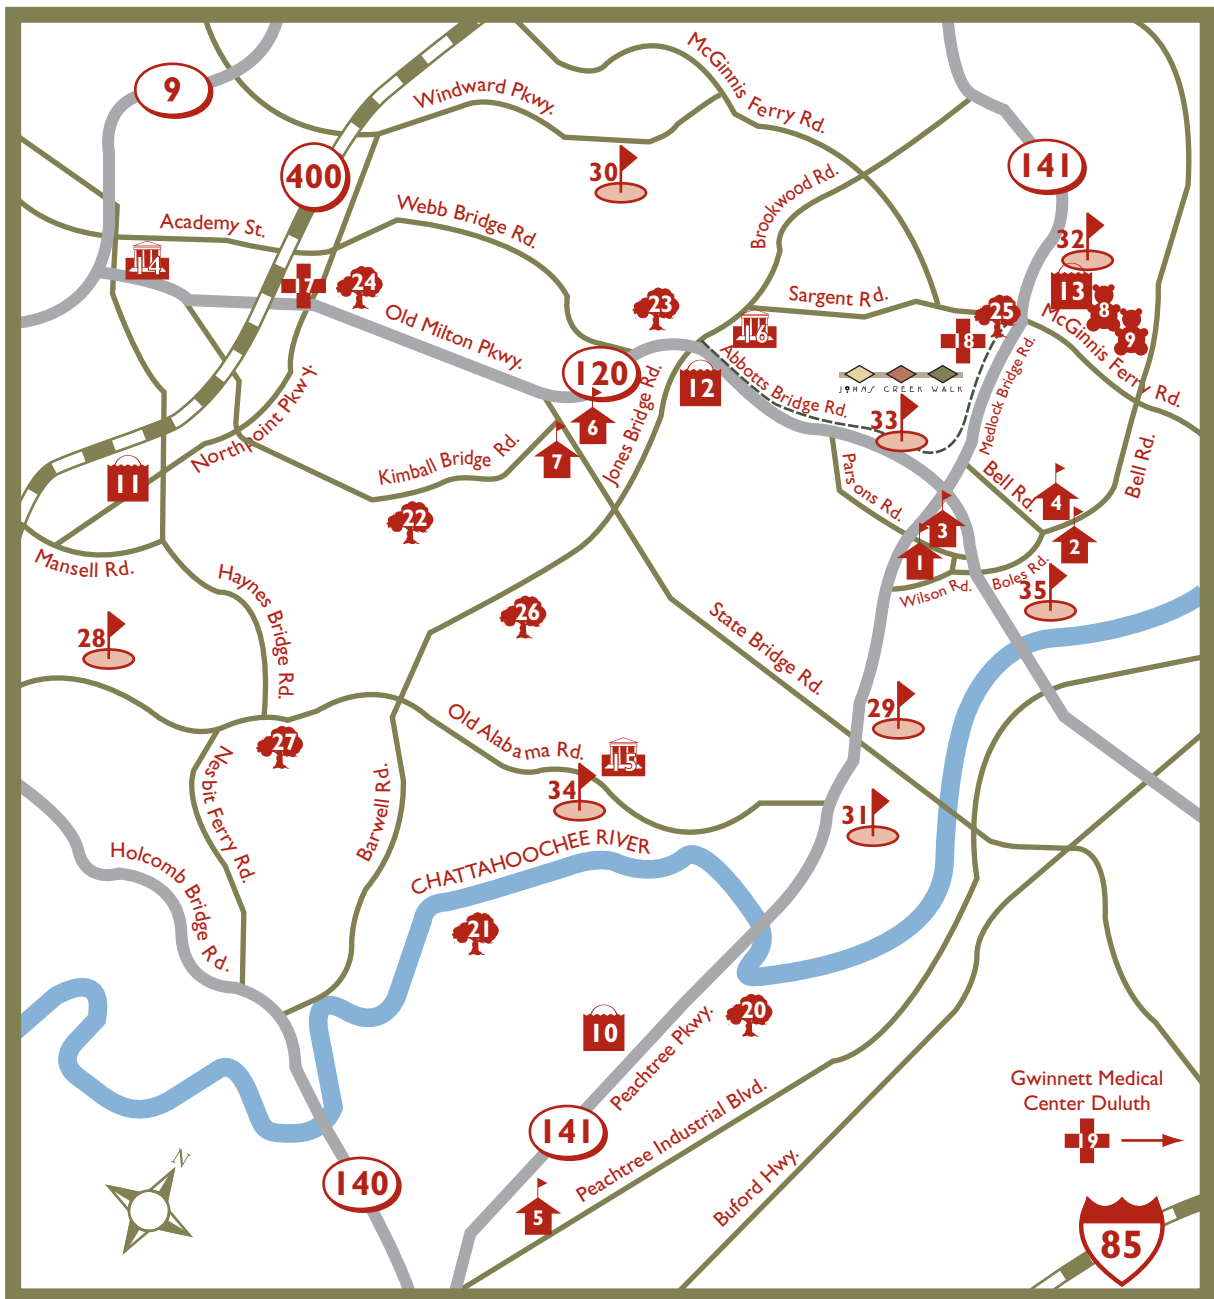 9
McGinnis Ferry Rd.
Windward Pkwy.
400
30
141
Brookwood Rd.
Webb Bridge Rd.
Academy St.
32
14
17
24
13
8
9
23
Sargent Rd.
25
16
18
Old Milton Pkwy.
McGinnis Ferry Rd.
120
12
Abbotts Bridge Rd.
JOHNS CREEK WALK
Medlock Bridge Rd.
Northpoint Pkwy.
Jones Bridge Rd.
33
6
7
Kimball Bridge Rd.
11
Parsons Rd.
Bell Rd.
Bell Rd.
4
22
3
2
1
Mansell Rd.
Haynes Bridge Rd.
Wilson Rd.
Boles Rd.
35
26
State Bridge Rd.
28
29
Old Alabama Rd.
27
15
Nesbit Ferry Rd.
Barwell Rd.
34
31
CHATTAHOOCHEE RIVER
Holcomb Bridge Rd.
21
10
20
Peachtree Pkwy.
Gwinnett Medical
Center Duluth
19
141
Peachtree Industrial Blvd.
N
140
Buford Hwy.
5
85